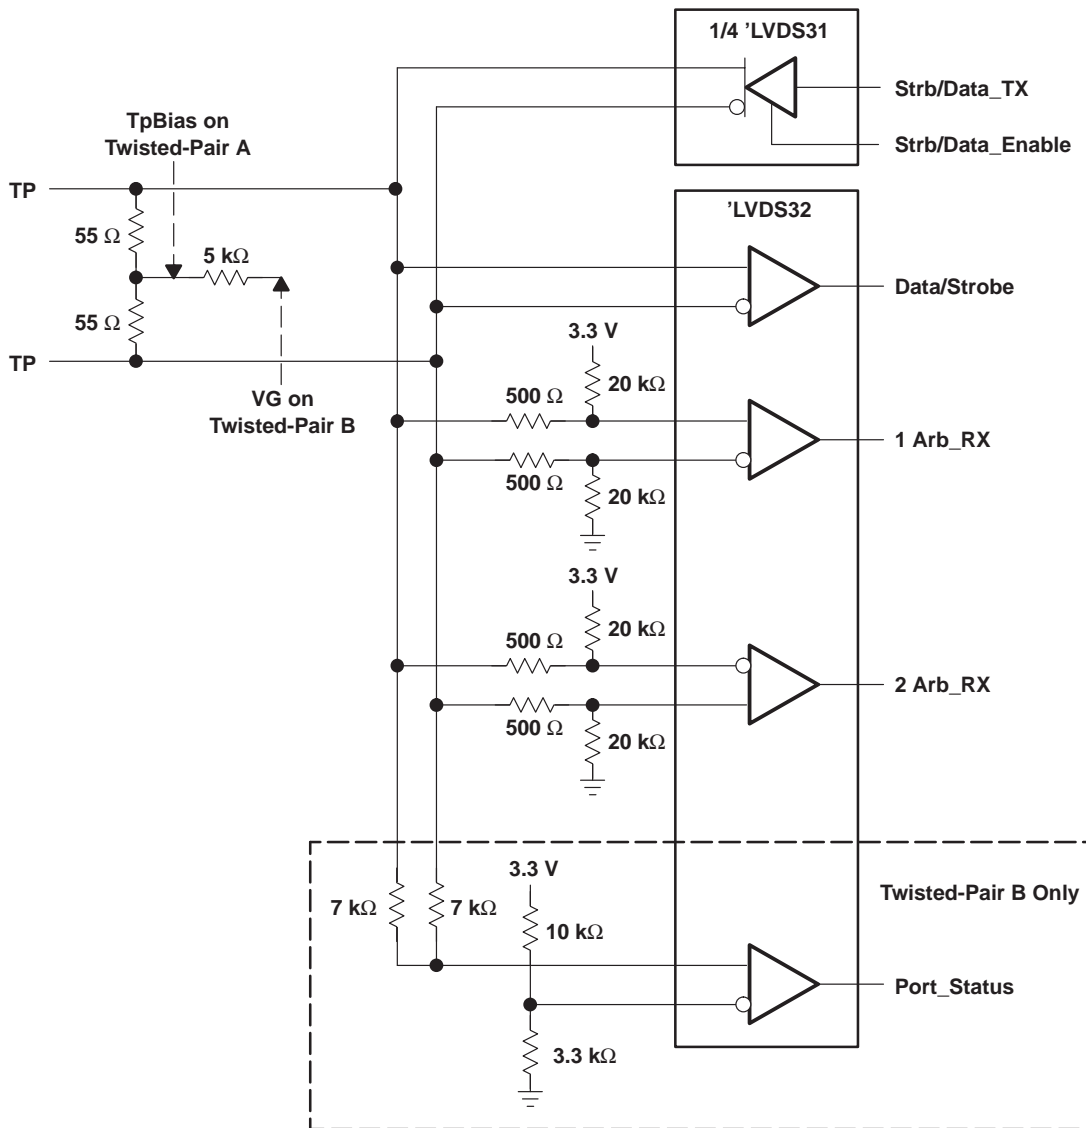 1/4 ’LVDS31
Strb/Data_TX
Strb/Data_Enable
TpBias on
Twisted-Pair A
TP
55 Ω
5 kΩ
55 Ω
TP
VG on
Twisted-Pair B
’LVDS32
Data/Strobe
3.3 V
20 kΩ
500 Ω
1 Arb_RX
500 Ω
20 kΩ
3.3 V
20 kΩ
500 Ω
2 Arb_RX
500 Ω
20 kΩ
3.3 V
Twisted-Pair B Only
7 kΩ
7 kΩ
10 kΩ
Port_Status
3.3 kΩ